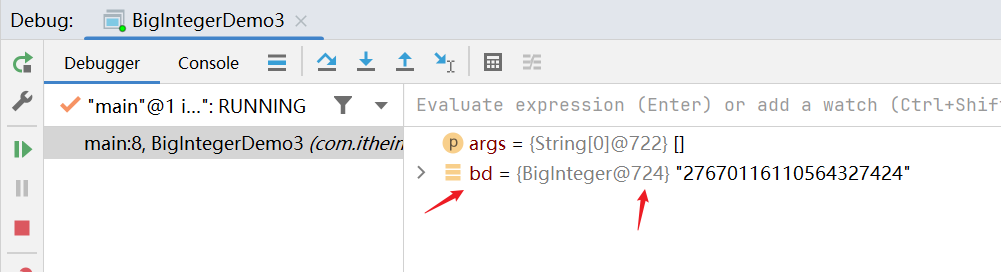 Debug: BigIntegerDemo3 ×
Debugger Console
"main"@1 i...": RUNNING
Evaluate expression (Enter) or add a watch (Ctrl+Shif
main:8, BigIntegerDemo3 (com.ithein
p args = {String[0]@722} []
bd = {BigInteger@724} "27670116110564327424"